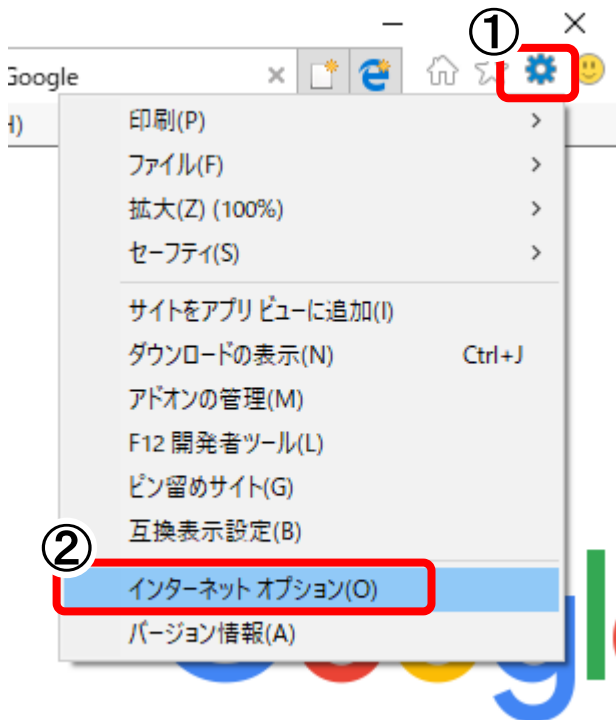 ①
Google
H)
印刷(P)
ファイル(F)
拡大(Z) (100%)
セーフティ(S)
サイトをアプリ ビューに追加(I)
ダウンロードの表示(N) Ctrl+J
アドオンの管理(M)
F12 開発者ツール(L)
ピン留めサイト(G)
互換表示設定(B)
②
インターネット オプション(O)
バージョン情報(A)